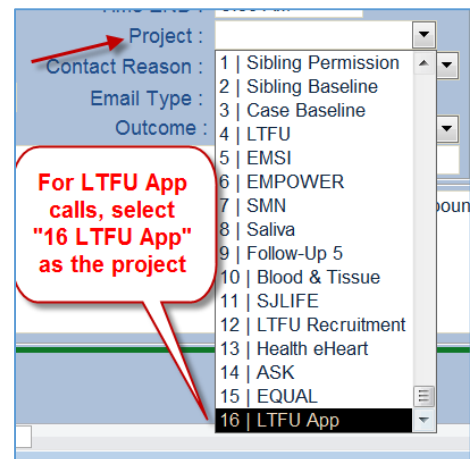 Project :
Contact Reason :
Email Type :
Outcome :
1 | Sibling Permission
2 | Sibling Baseline
3 | Case Baseline
4 | LTFU
5 | EMSI
6 | EMPOWER
7 | SMN
8 | Saliva
9 | Follow-Up 5
10 | Blood & Tissue
11 | SJLIFE
12 | LTFU Recruitment
13 | Health eHeart
14 | ASK
15 | EQUAL
16 | LTFU App
For LTFU App
calls, select
"16 LTFU App"
as the project